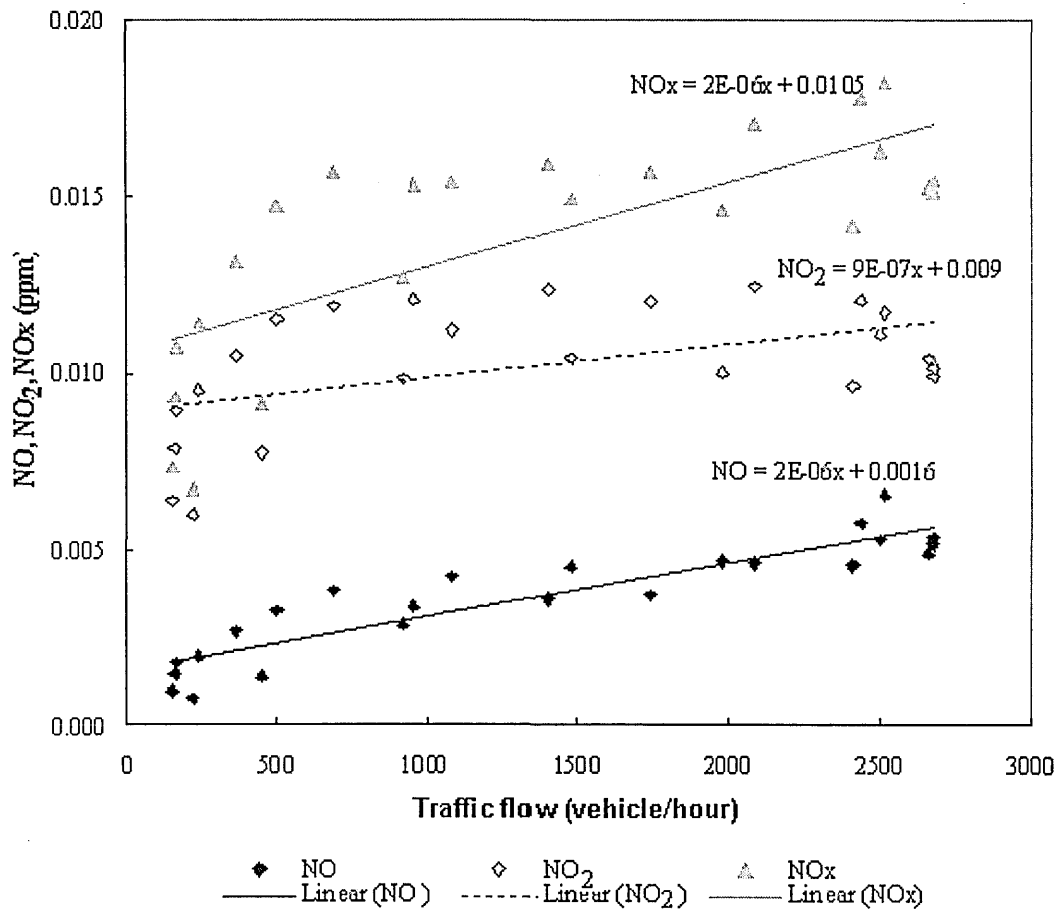 0.020
NOx = 2E-06x + 0.0105
0.015
NO2 = 9E-07x + 0.009
NO, NO2, NOx (ppm)
0.010
NO = 2E-06x + 0.0016
0.005
0.000
0 500 1000 1500 2000 2500 3000
Traffic flow (vehicle/hour)
NO NO2 NOx
Linear (NO) Linear (NO2) Linear (NOx)